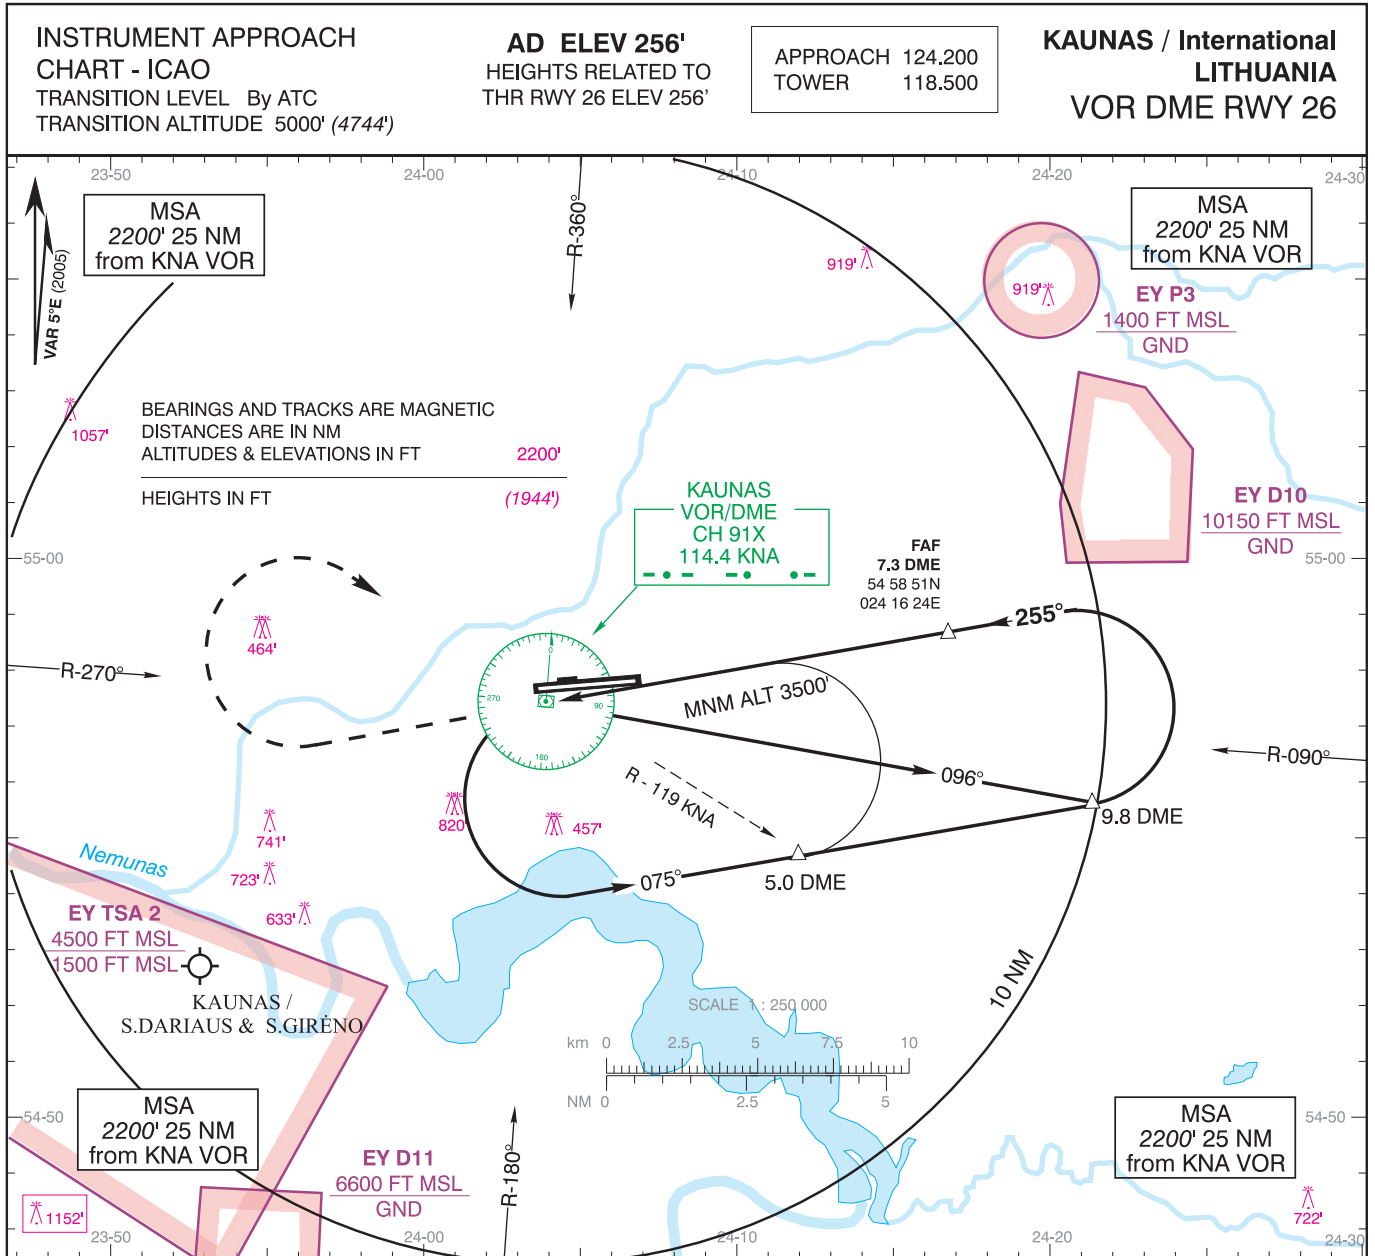 INSTRUMENT APPROACH
CHART - ICAO
TRANSITION LEVEL By ATC
TRANSITION ALTITUDE 5000' (4744')
AD ELEV 256'
HEIGHTS RELATED TO
THR RWY 26 ELEV 256'
APPROACH 124.200
TOWER 118.500
KAUNAS / International
LITHUANIA
VOR DME RWY 26
23-50
24-00
24-10
24-20
24-30
MSA
2200' 25 NM
from KNA VOR
VAR 5°E (2005)
R-360°
919'
MSA
2200' 25 NM
from KNA VOR
919'
EY P3
1400 FT MSL
GND
1057'
BEARINGS AND TRACKS ARE MAGNETIC
DISTANCES ARE IN NM
ALTITUDES & ELEVATIONS IN FT 2200'
HEIGHTS IN FT (1944')
KAUNAS
VOR/DME
CH 91X
114.4 KNA
EY D10
10150 FT MSL
GND
55-00
55-00
FAF
7.3 DME
54 58 51N
024 16 24E
255°
464'
R-270°
0
270
90
180
MNM ALT 3500'
096°
R-090°
R - 119 KNA
9.8 DME
820'
457'
741'
723'
633'
075°
5.0 DME
Nemunas
EY TSA 2
4500 FT MSL
1500 FT MSL
KAUNAS /
S.DARIAUS & S.GIRĖNO
10 NM
SCALE 1 : 250 000
km 0 2.5 5 7.5 10
NM 0 2.5 5
54-50
54-50
MSA
2200' 25 NM
from KNA VOR
MSA
2200' 25 NM
from KNA VOR
EY D11
6600 FT MSL
GND
R-180°
1152'
722'
23-50
24-00
24-10
24-20
24-30